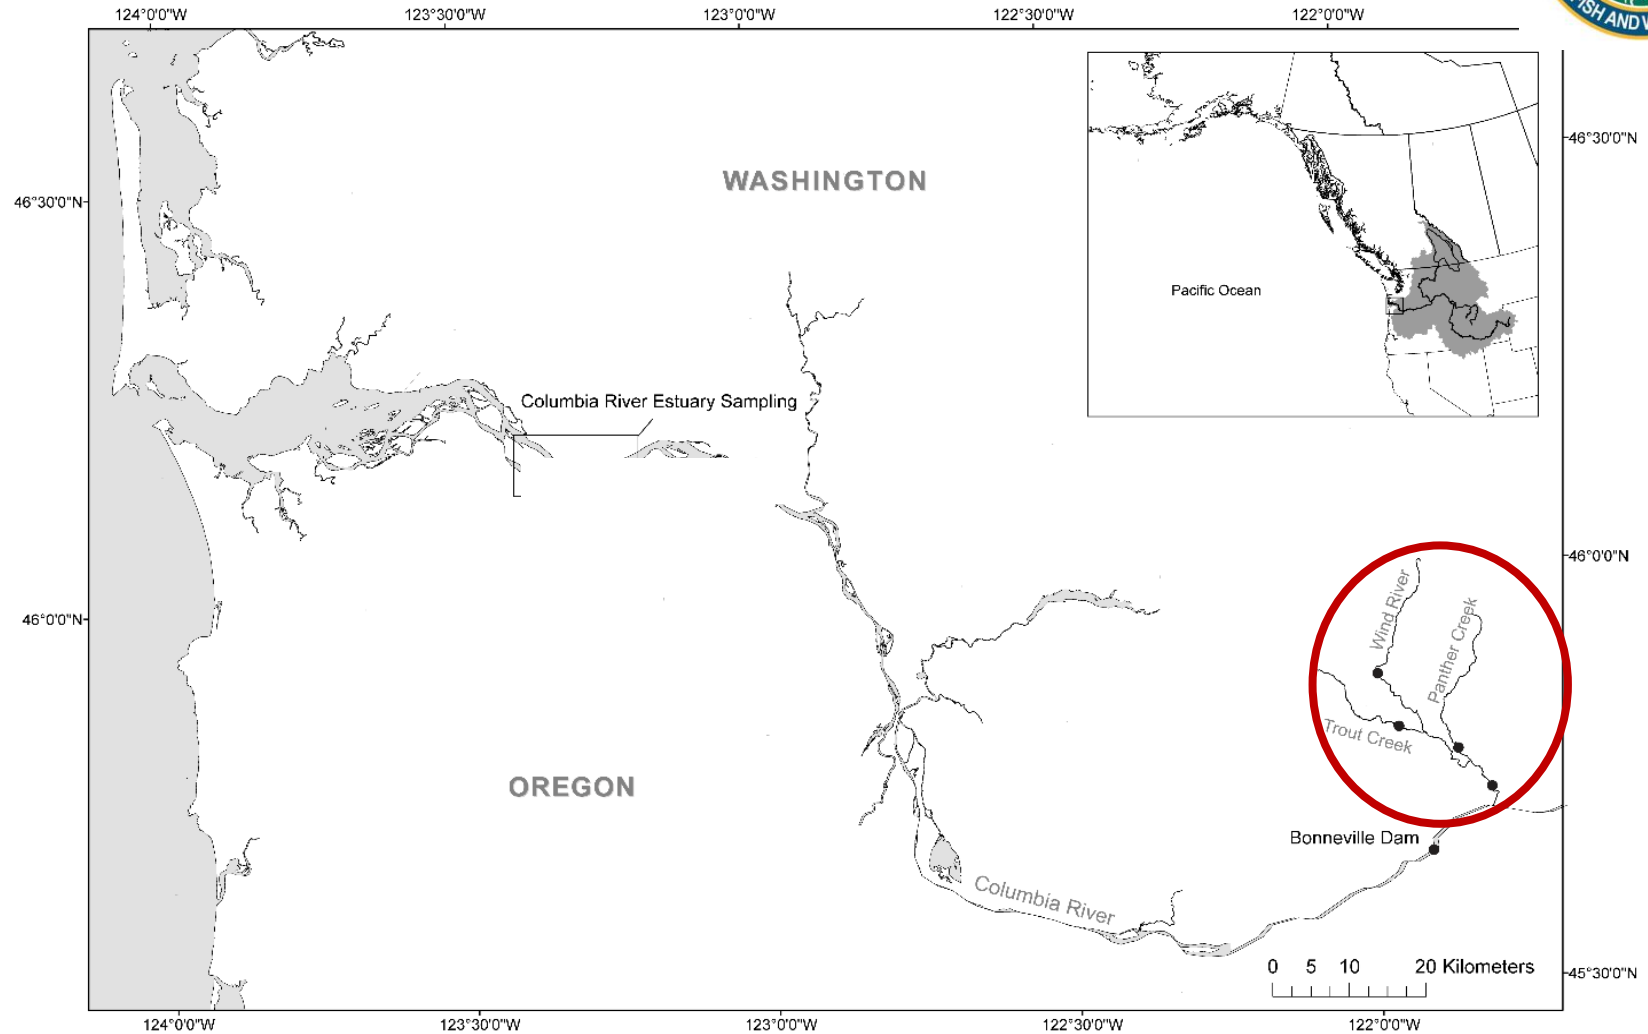 124°0'0"W 123°30'0"W 123°0'0"W 122°30'0"W 122°0'0"W
FISH AND
46°30'0"N
WASHINGTON
46°30'0"N
Pacific Ocean
Columbia River Estuary Sampling
46°0'0"N
Wind River
Panther Creek
46°0'0"N
Trout Creek
OREGON
Bonneville Dam
Columbia River
0 5 10 20 Kilometers
45°30'0"N
124°0'0"W 123°30'0"W 123°0'0"W 122°30'0"W 122°0'0"W